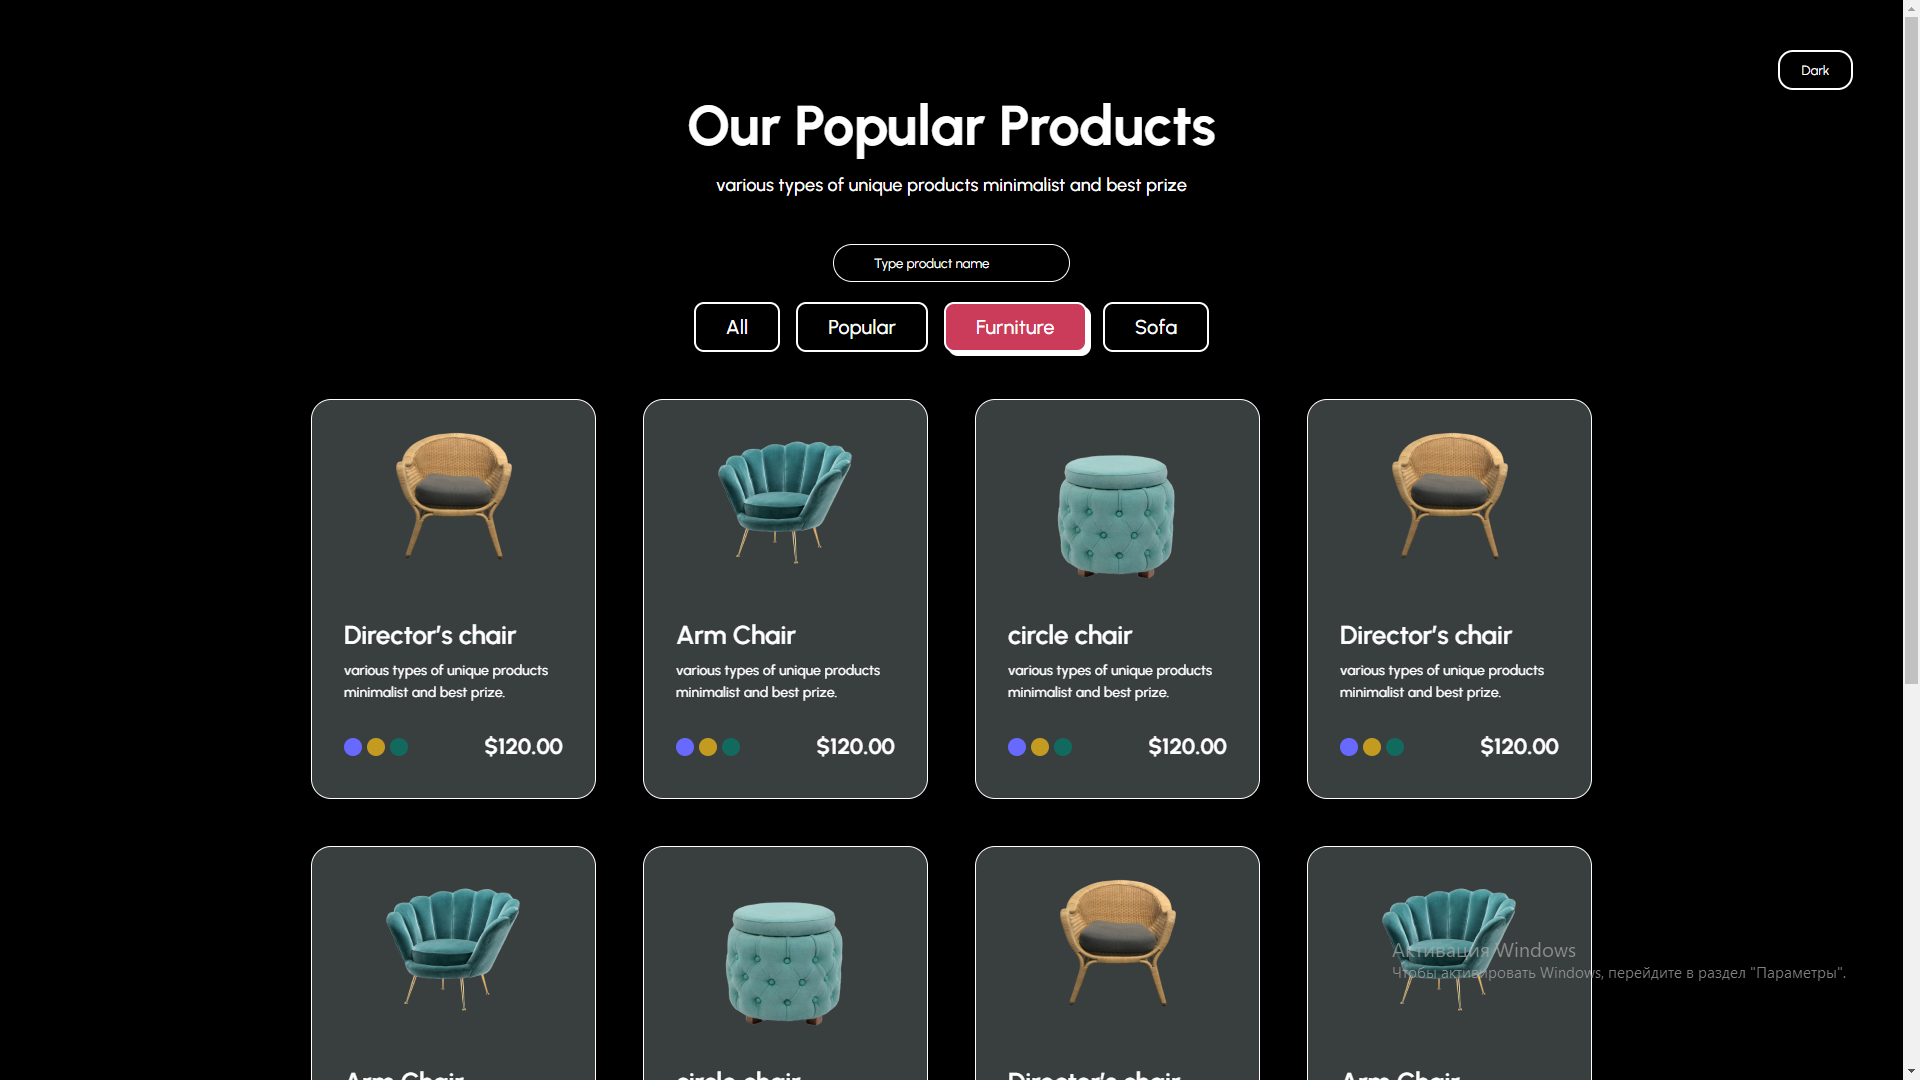 Dark
Our Popular Products
various types of unique products minimalist and best prize
Type product name
All
Popular
Furniture
Sofa
Director's chair
various types of unique products
minimalist and best prize.
$120.00
Arm Chair
various types of unique products
minimalist and best prize.
$120.00
circle chair
various types of unique products
minimalist and best prize.
$120.00
Director's chair
various types of unique products
minimalist and best prize.
$120.00
Arm Chair
circle chair
Director's chair
Arm Chair
Активация Windows
Чтобы активировать Windows, перейдите в раздел "Параметры".